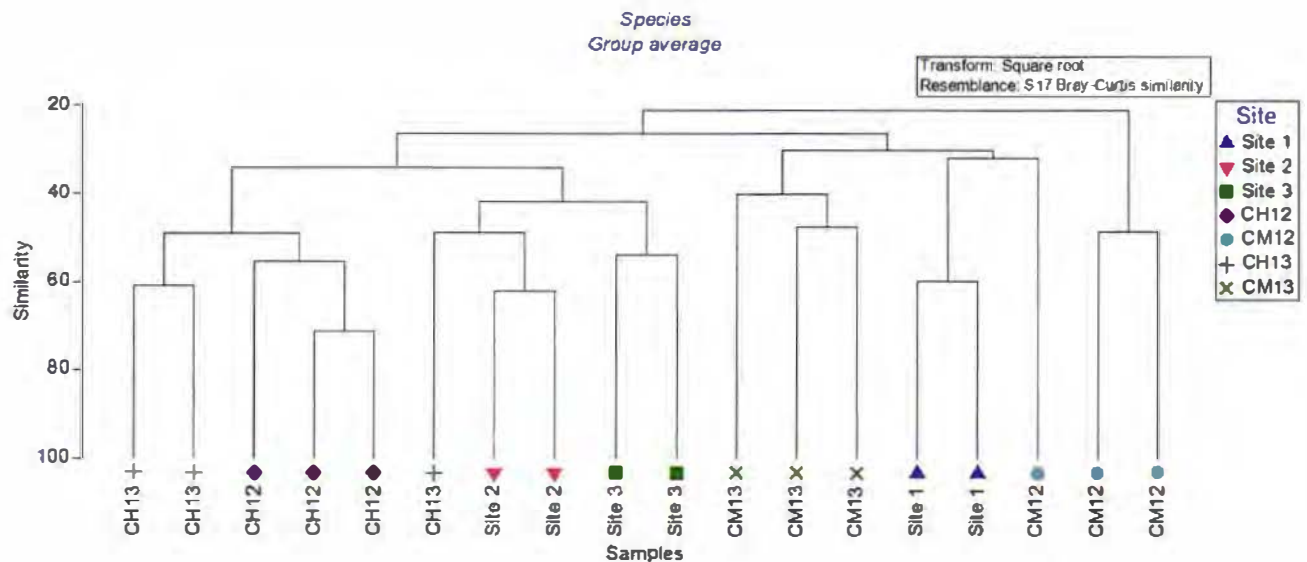 Species
Group average
Transform: Square root
Resemblance: S17 Bray-Curtis similarity
20
40
60
80
100
Similarity
Site
Site 1
Site 2
Site 3
CH12
CM12
CH13
CM13
CH13
CH13
CH12
CH12
CH12
CH13
Site 2
Site 2
Site 3
Site 3
CM13
CM13
CM13
Site 1
Site 1
CM12
CM12
CM12
Samples